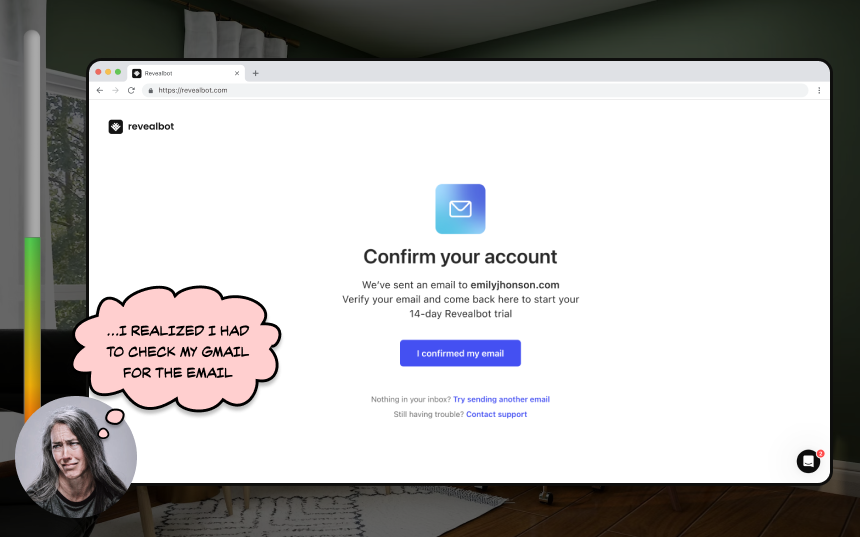 Revealbot
https://revealbot.com
revealbot
Confirm your account
We've sent an email to emilyjhonson.com
Verify your email and come back here to start your
14-day Revealbot trial
I confirmed my email
Nothing in your inbox? Try sending another email
Still having trouble? Contact support
2
...I REALIZED I HAD
TO CHECK MY GMAIL
FOR THE EMAIL